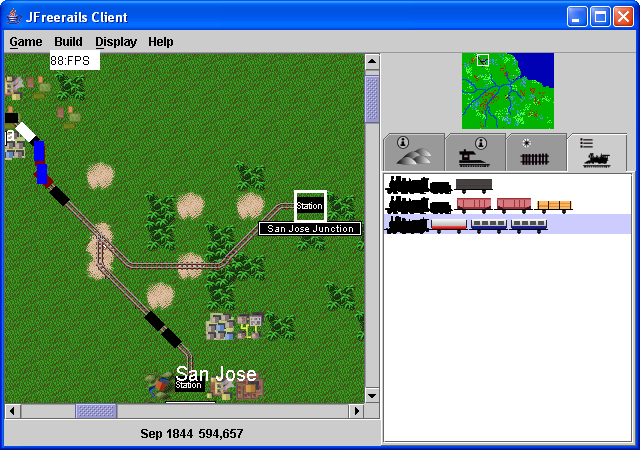 JFreerails Client
Game Build Display Help
88:FPS
a
Station
San Jose Junction
San Jose
Station
Sep 1844 594,657